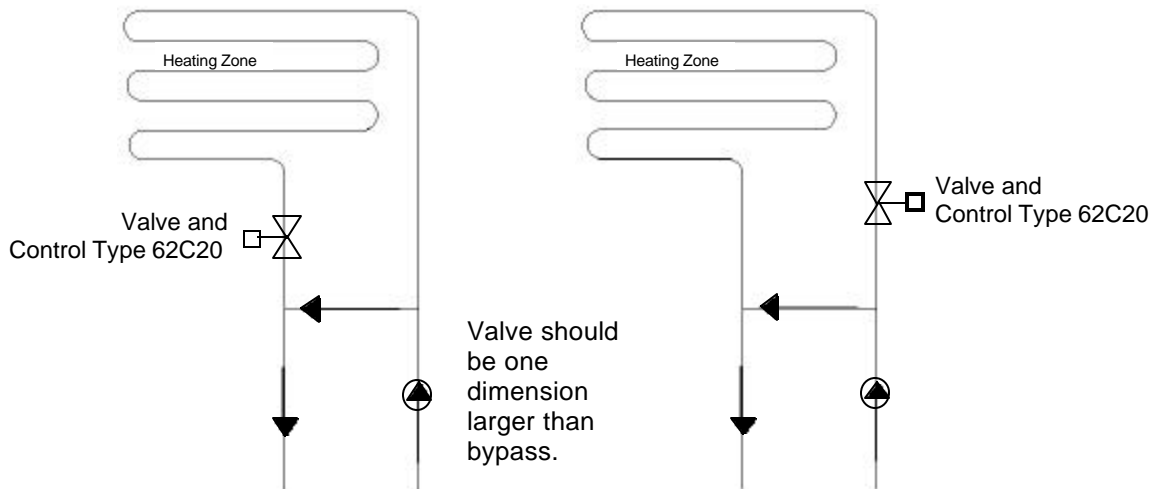 Heating Zone
Valve and
Control Type 62C20
Valve should
be one
dimension
larger than
bypass.
Heating Zone
Valve and
Control Type 62C20